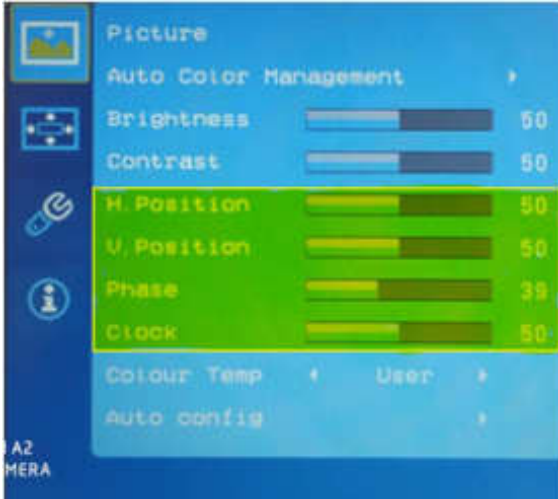 Picture
Auto Color Management
Brightness 50
Contrast 50
H.Position 50
V.Position 50
Phase 39
Clock 50
Colour Temp User
Auto config
A2
MERA